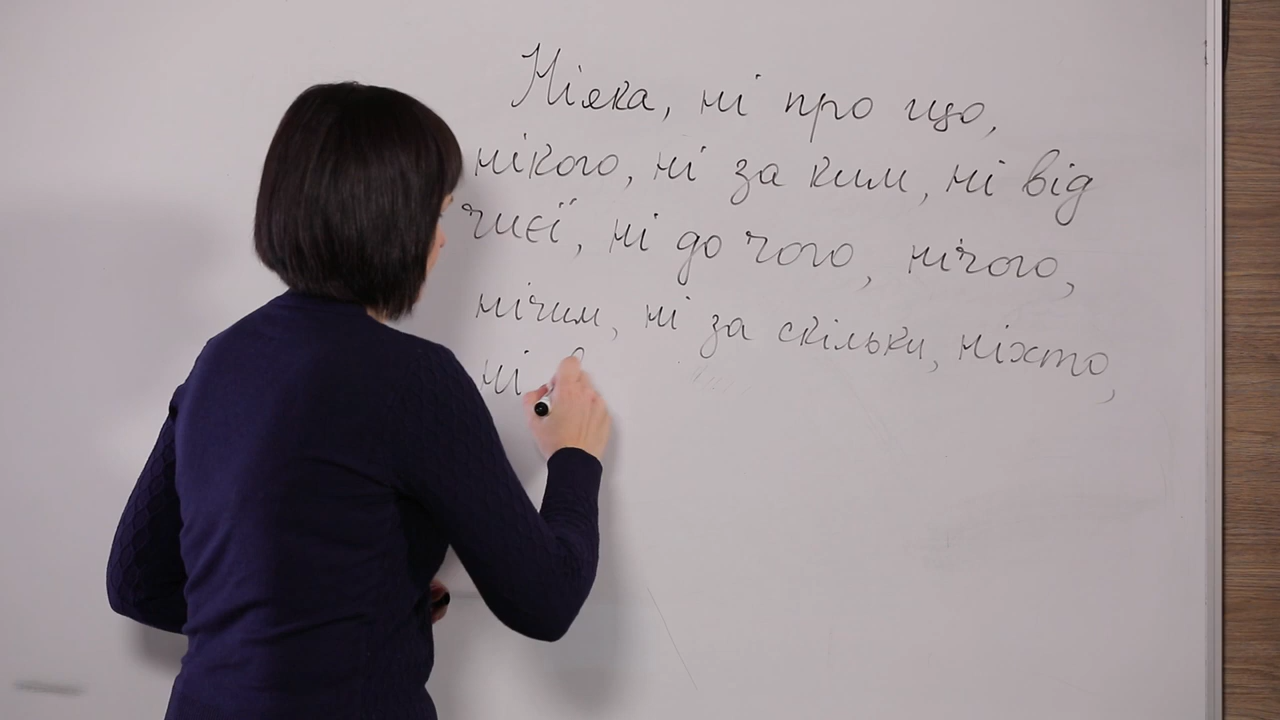 Ніяка, ні про що,
нікого, ні за ким, ні від
чиєї, ні до чого, нічого,
нічим, ні за скільки, ніхто,
ні